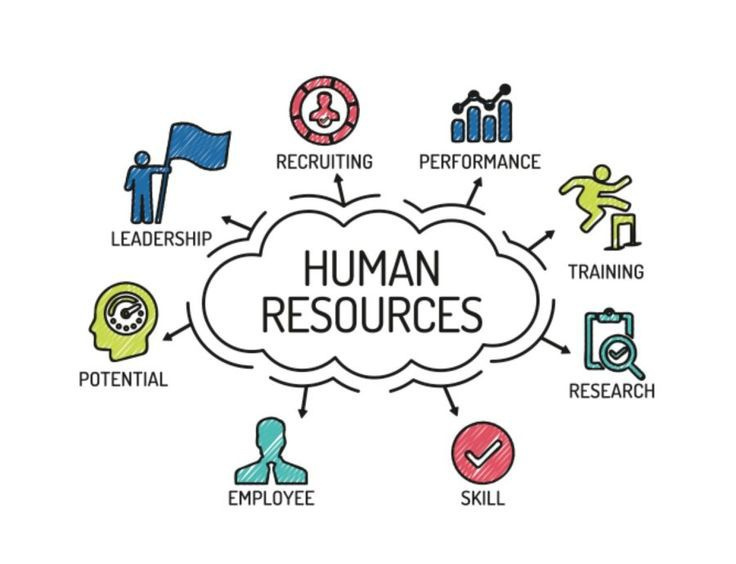 RECRUITING
PERFORMANCE
LEADERSHIP
TRAINING
HUMAN
RESOURCES
POTENTIAL
RESEARCH
EMPLOYEE
SKILL